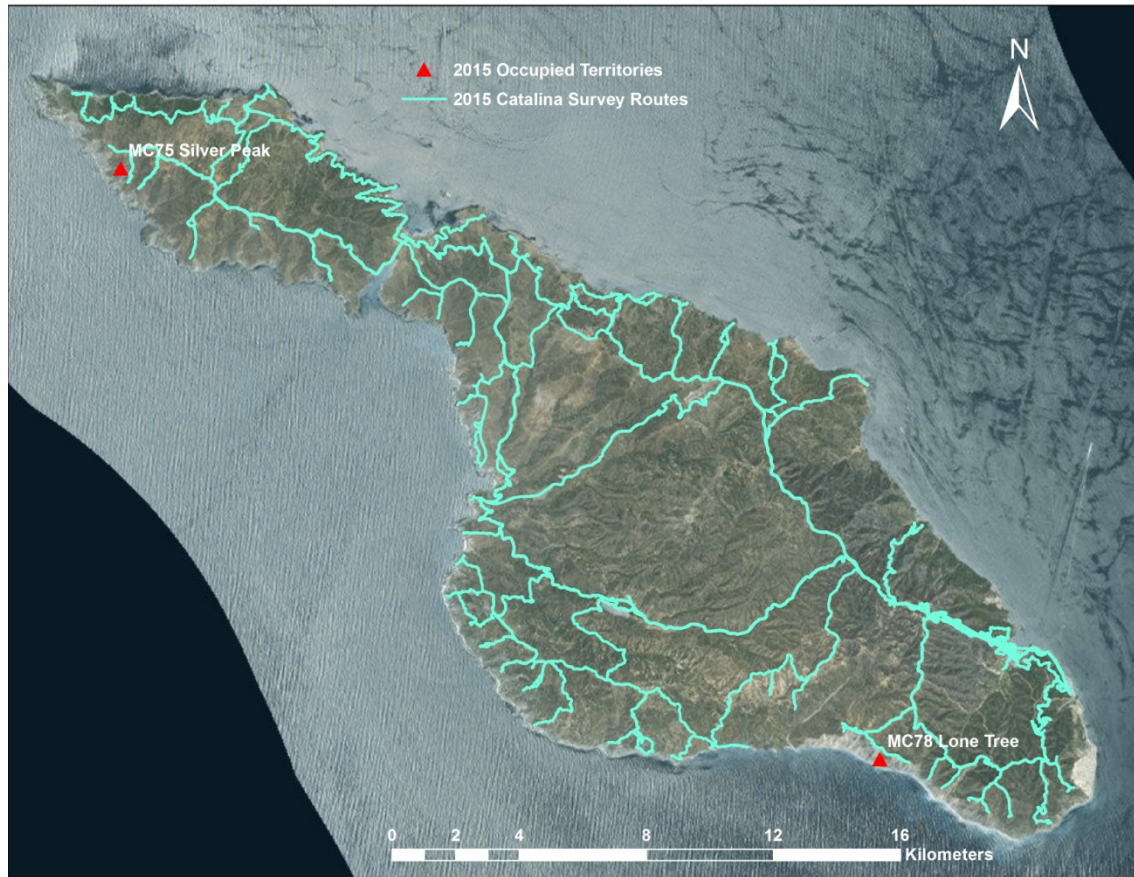 N
2015 Occupied Territories
2015 Catalina Survey Routes
MC75 Silver Peak
MC78 Lone Tree
0 2 4 8 12 16
Kilometers